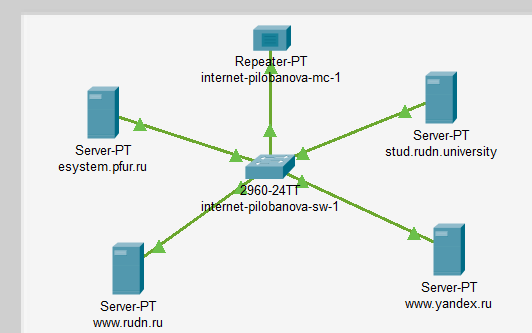 Repeater-PT
internet-pilobanova-mc-1
Server-PT
esystem.pfur.ru
Server-PT
stud.rudn.university
2960-24TT
internet-pilobanova-sw-1
Server-PT
www.rudn.ru
Server-PT
www.yandex.ru